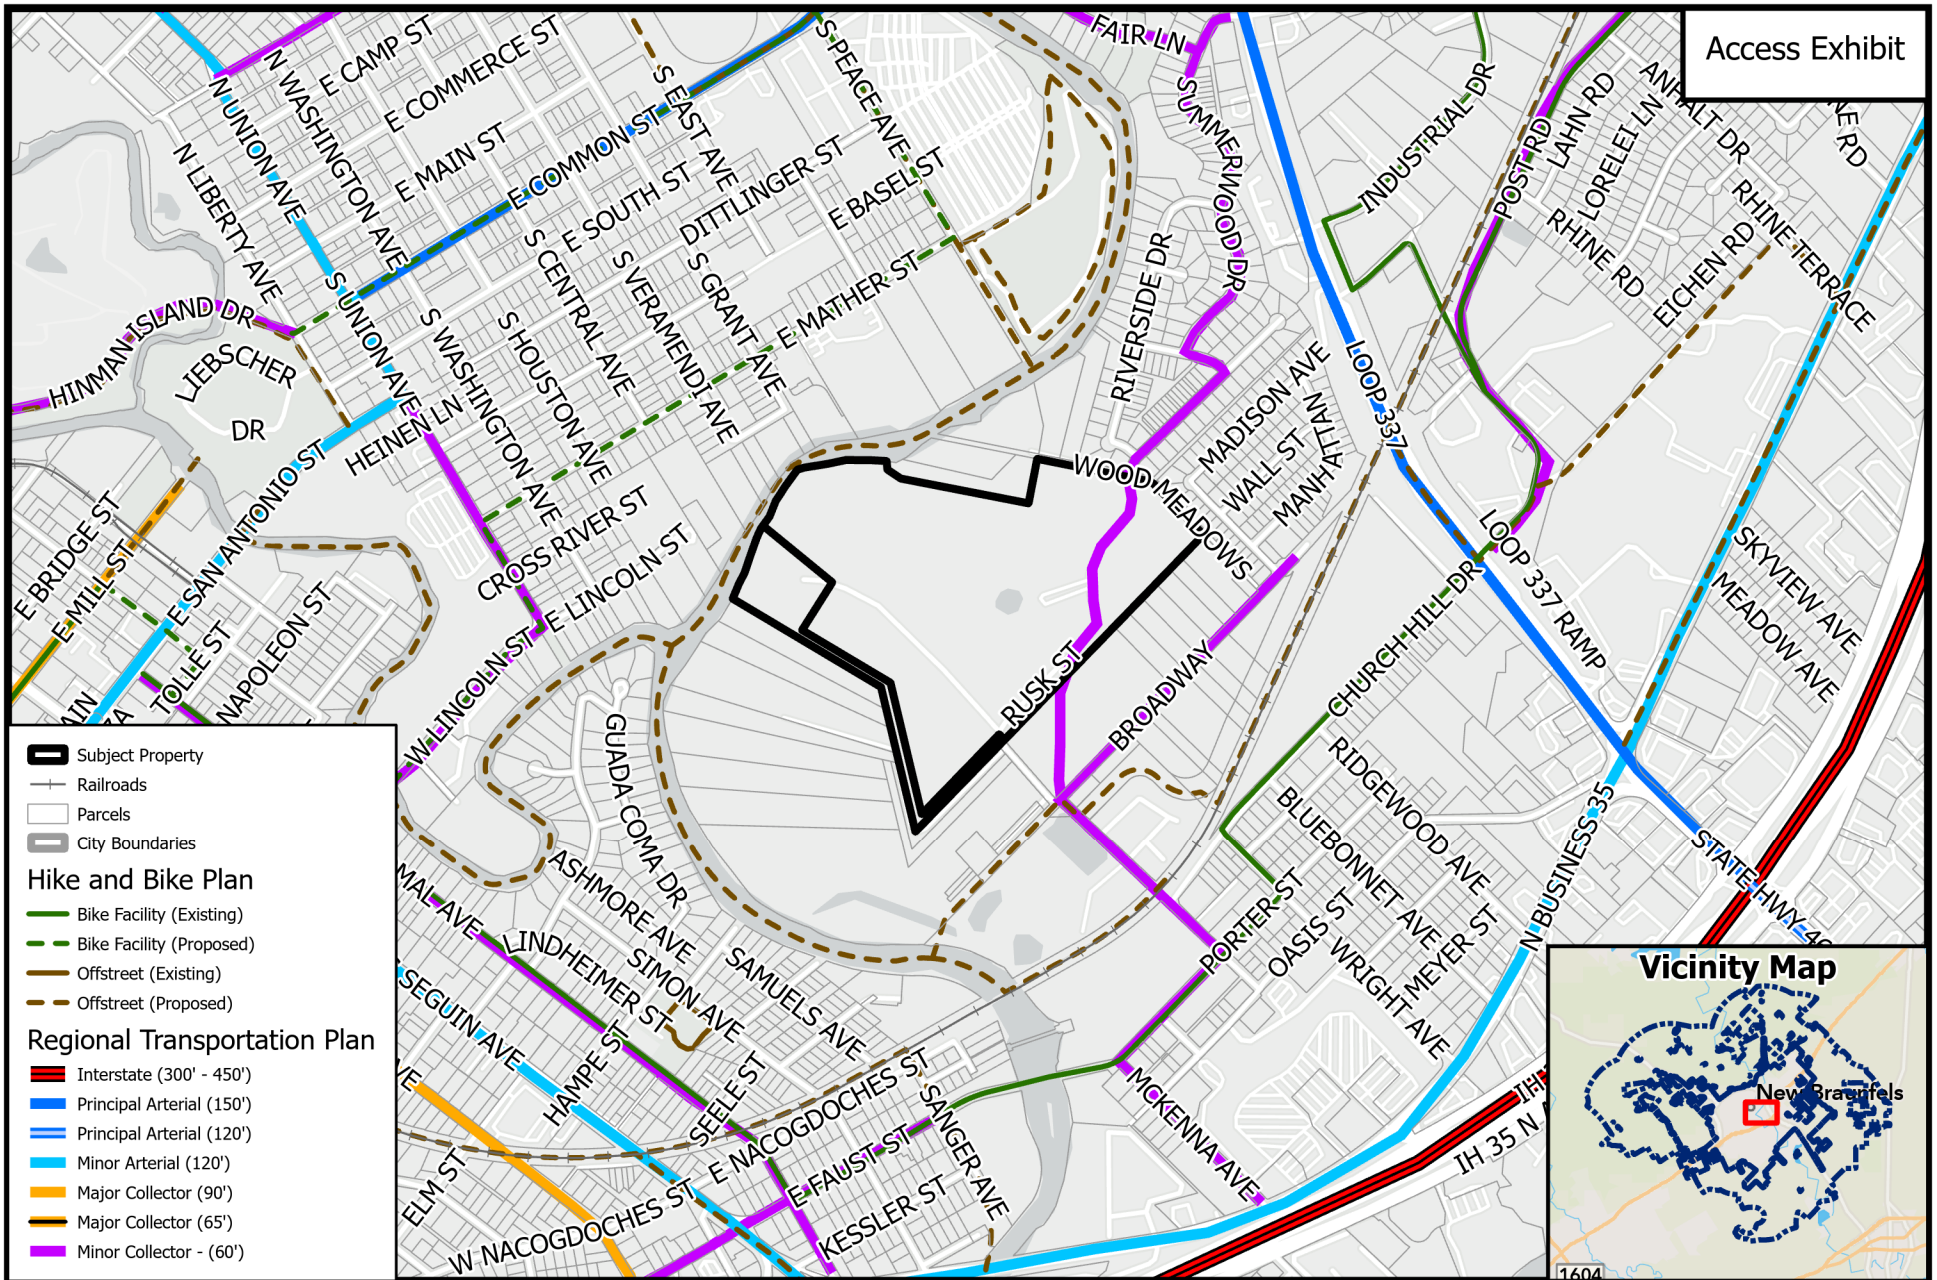 Access Exhibit
FAIR LN
N WASHINGTON AVE
E CAMP ST
E COMMERCE ST
S EAST AVE
S PEACE AVE
SUMMERWOOD DR
INDUSTRIAL DR
POST RD
LAHN RD
LORELEI LN
ANHALT DR
NE RD
N UNION AVE
N LIBERTY AVE
E MAIN ST
E COMMON ST
E SOUTH ST
DITTLINGER ST
E BASEL ST
RHINE RD
RHINE TERRACE
EICHEN RD
S CENTRAL AVE
S VERAMENDI AVE
S GRANT AVE
E MATHER ST
RIVERSIDE DR
HINMAN ISLAND DR
S UNION AVE
S WASHINGTON AVE
S HOUSTON AVE
LIEBSCHER
DR
HEINEN LN
MADISON AVE
WALL ST
MANHATTAN
LOOP 337
WOOD MEADOWS
E SAN ANTONIO ST
CROSS RIVER ST
E LINCOLN ST
E BRIDGE ST
E MILL ST
LOOP 337 RAMP
SKYVIEW AVE
MEADOW AVE
CHURCH HILL DR
TOLLE ST
NAPOLEON ST
W LINCOLN ST
RUSK ST
BROADWAY
AIN
ZA
GUADA COMA DR
RIDGEWOOD AVE
BLUEBONNET AVE
N BUSINESS 35
STATE HWY 46
ASHMORE AVE
MAL AVE
LINDHEIMER ST
SIMON AVE
SAMUELS AVE
PORTER ST
OASIS ST
MEYER ST
WRIGHT AVE
SEGUIN AVE
HAMPE ST
SEELE ST
E NACOGDOCHES ST
SANGER AVE
MCKENNA AVE
VE
ELM ST
W NACOGDOCHES ST
E FAUST ST
KESSLER ST
IH
IH 35 N
Subject Property
Railroads
Parcels
City Boundaries
Hike and Bike Plan
Bike Facility (Existing)
Bike Facility (Proposed)
Offstreet (Existing)
Offstreet (Proposed)
Regional Transportation Plan
Interstate (300' - 450')
Principal Arterial (150')
Principal Arterial (120')
Minor Arterial (120')
Major Collector (90')
Major Collector (65')
Minor Collector - (60')
Vicinity Map
New Braunfels
1604